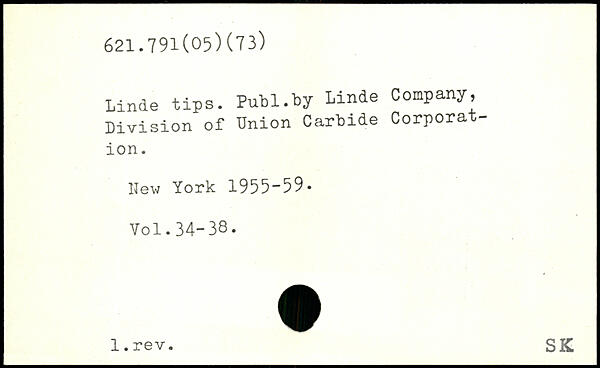 621.791(05)(73)
Linde tips. Publ.by Linde Company,
Division of Union Carbide Corporat-
ion.
New York 1955-59.
Vol.34-38.
1.rev.
SK